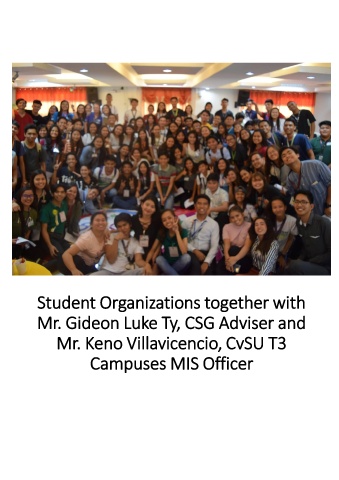 Student Organizations together with
Mr. Gideon Luke Ty, CSG Adviser and
Mr. Keno Villavicencio, CvSU T3
Campuses MIS Officer